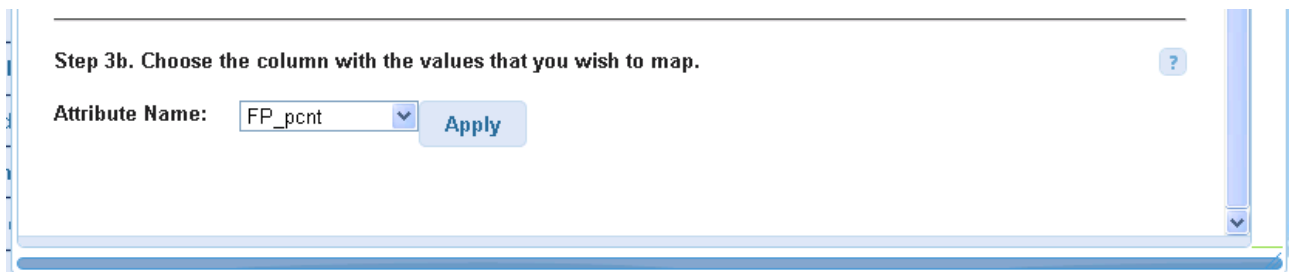 Step 3b. Choose the column with the values that you wish to map.
?
Attribute Name: FP_pcnt Apply